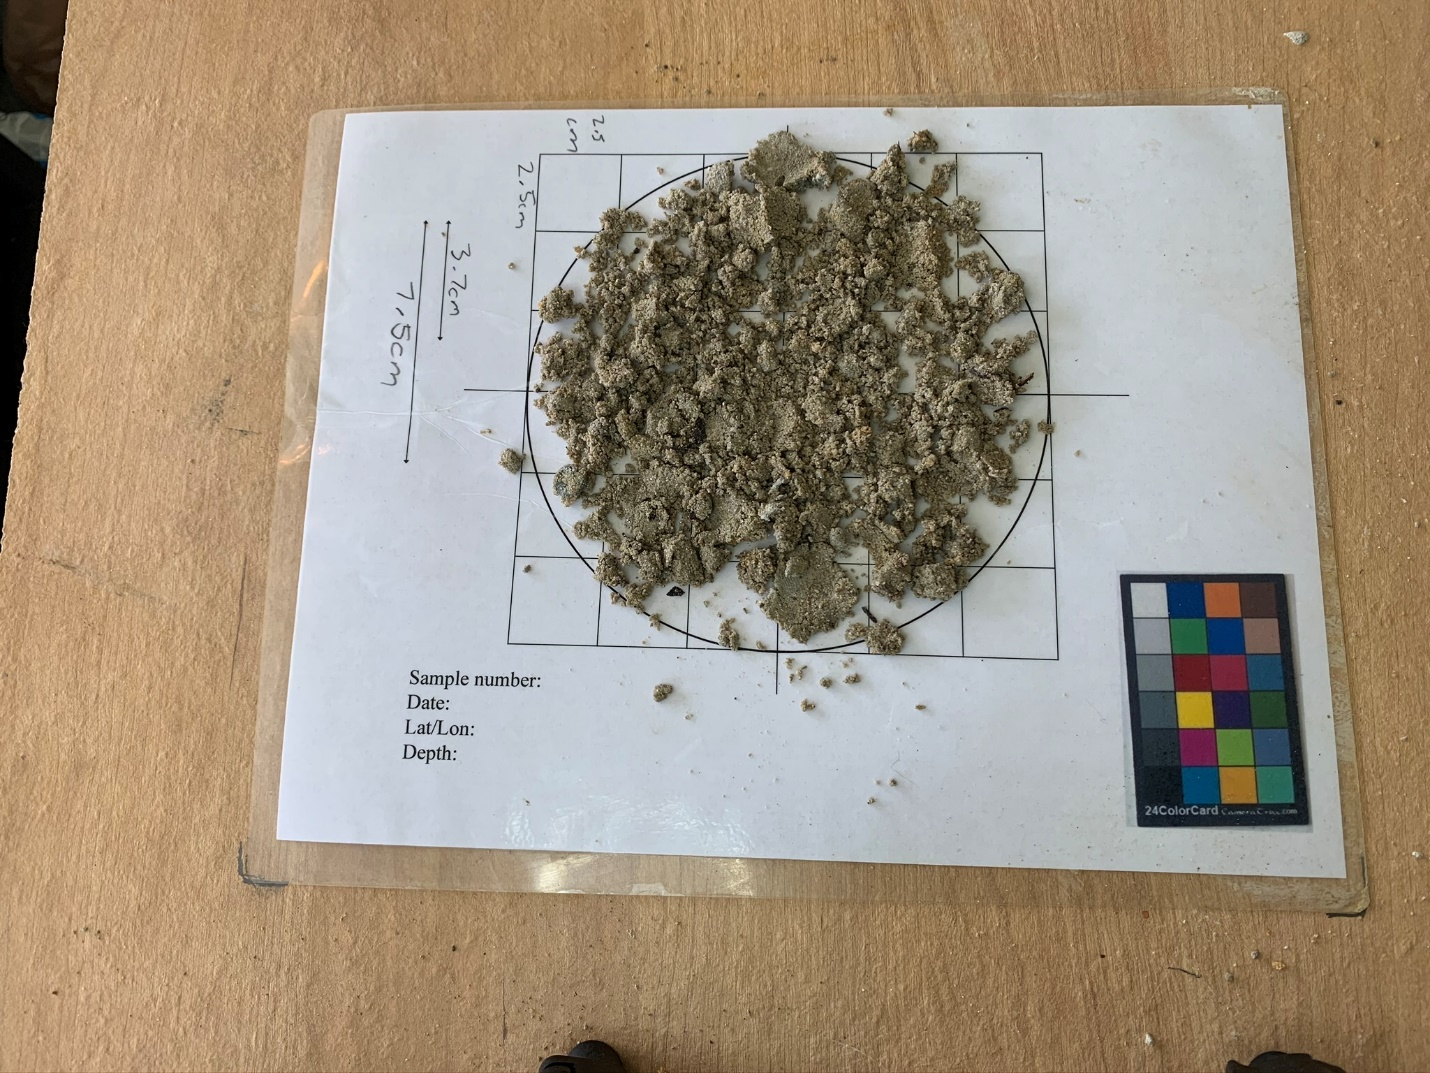 2.5
cm
2.5cm
3.7cm
7.5cm
Sample number:
Date:
Lat/Lon:
Depth:
24ColorCard